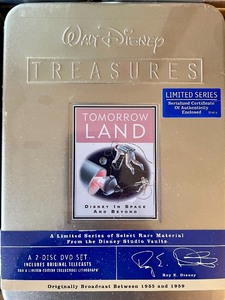 WALT DISNEY
TREASURES
LIMITED SERIES
Serialized Certificate
Of Authenticity
Enclosed
TOMORROW
LAND
DISNEY IN SPACE
AND BEYOND
A Limited Series of Select Rare Material
From the Disney Studio Vaults
A 2-DISC DVD SET
INCLUDES ORIGINAL TELECASTS
Roy E. Disney
Originally Broadcast Between 1955 and 1959